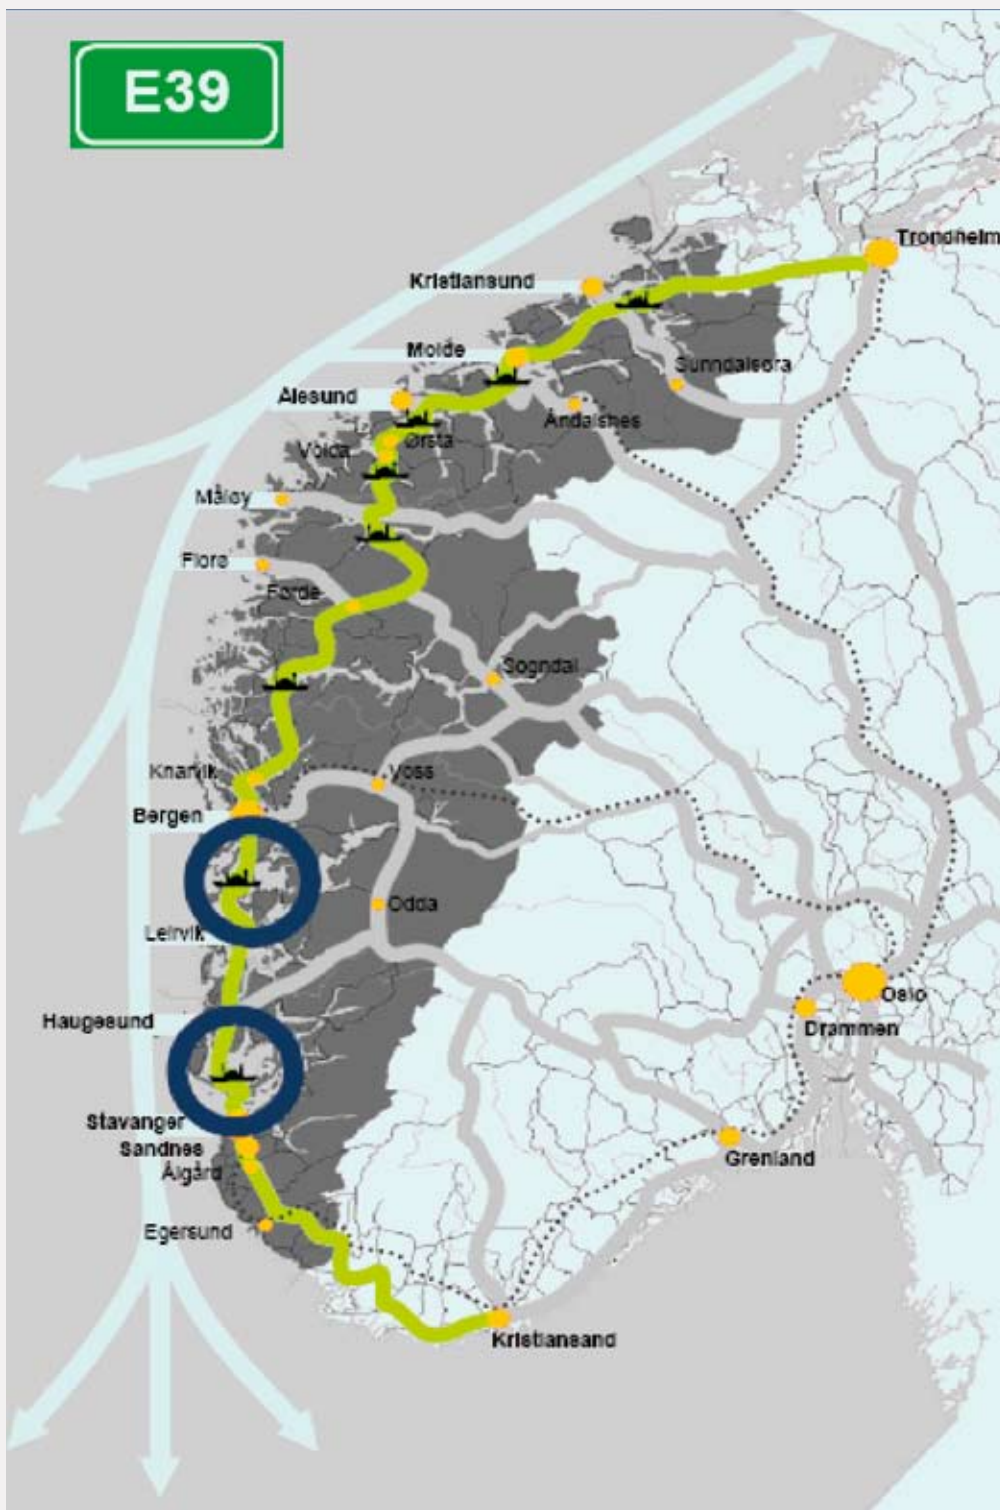 E39
Trondheim
Kristiansund
Molde
Sunndalsøra
Ålesund
Åndalsnes
Ørsta
Volda
Måløy
Florø
Førde
Sogndal
Knarvik
Voss
Bergen
Odda
Leirvik
Oslo
Haugesund
Drammen
Stavanger
Sandnes
Grenland
Ålgård
Egersund
Kristiansand